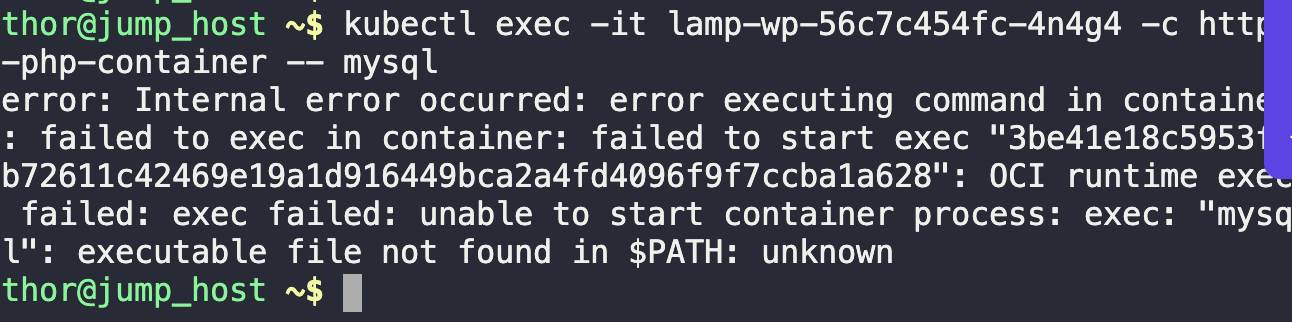 thor@jump_host ~$ kubectl exec -it lamp-wp-56c7c454fc-4n4g4 -c http
-php-container -- mysql
error: Internal error occurred: error executing command in containe
: failed to exec in container: failed to start exec "3be41e18c5953f
b72611c42469e19a1d916449bca2a4fd4096f9f7ccba1a628": OCI runtime exec
 failed: exec failed: unable to start container process: exec: "mysq
l": executable file not found in $PATH: unknown
thor@jump_host ~$